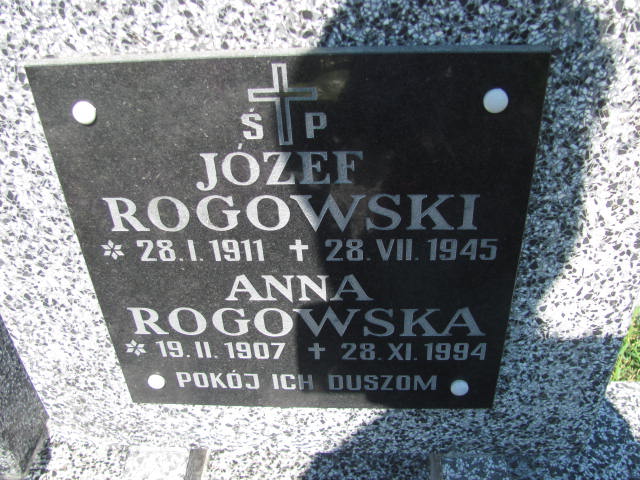 Ś P
JÓZEF
ROGOWSKI
* 28. I. 1911 + 28. VII. 1945
ANNA
ROGOWSKA
* 19. II. 1907 + 28. XI. 1994
POKÓJ ICH DUSZOM